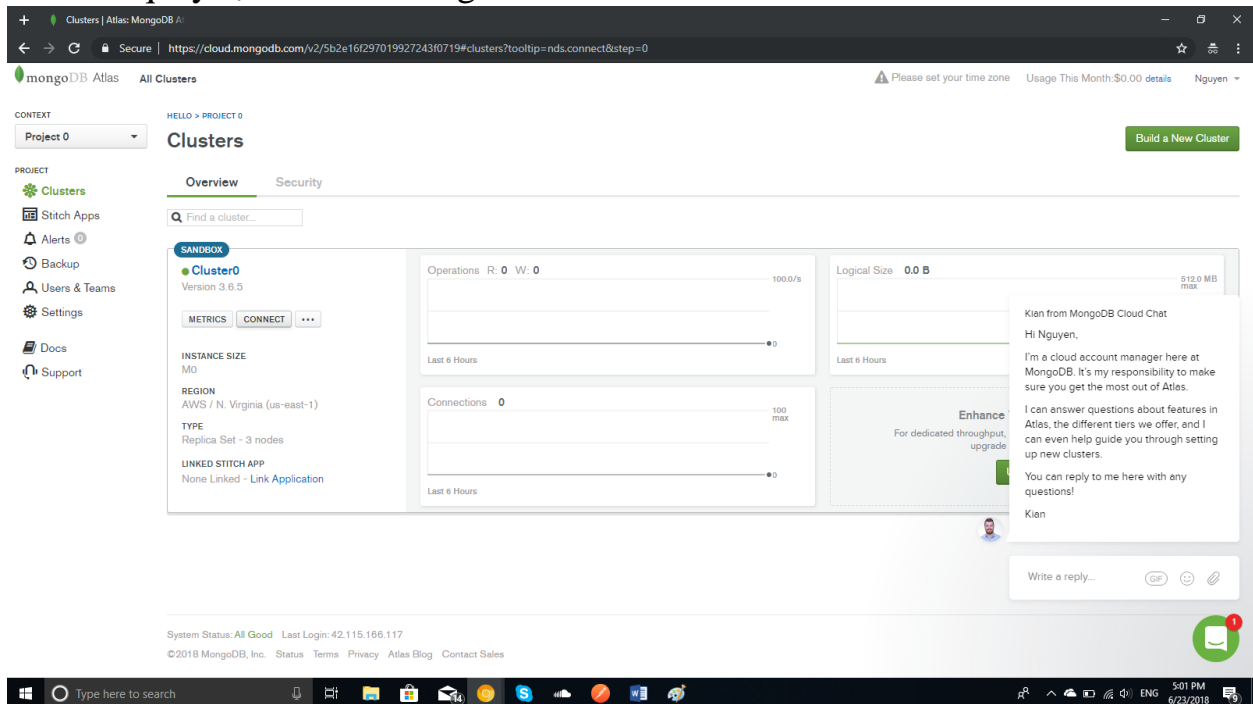 Clusters | Atlas: MongoDB At
Secure | https://cloud.mongodb.com/v2/5b2e16f297019927243f0719#clusters?tooltip=nds.connect&step=0
mongoDB Atlas All Clusters
Please set your time zone Usage This Month:$0.00 details Nguyen
CONTEXT
Project 0
HELLO > PROJECT 0
Clusters
Build a New Cluster
PROJECT
Clusters
Stitch Apps
Alerts 0
Backup
Users & Teams
Settings
Docs
Support
Overview Security
Find a cluster...
SANDBOX
Cluster0
Version 3.6.5
METRICS CONNECT ...
INSTANCE SIZE
M0
REGION
AWS / N. Virginia (us-east-1)
TYPE
Replica Set - 3 nodes
LINKED STITCH APP
None Linked - Link Application
Operations R: 0 W: 0
100.0/s
0
Last 6 Hours
Connections 0
100
max
0
Last 6 Hours
Logical Size 0.0 B
512.0 MB
max
Last 6 Hours
Enhance
For dedicated throughput,
upgrade
Kian from MongoDB Cloud Chat
Hi Nguyen,
I'm a cloud account manager here at
MongoDB. It's my responsibility to make
sure you get the most out of Atlas.
I can answer questions about features in
Atlas, the different tiers we offer, and I
can even help guide you through setting
up new clusters.
You can reply to me here with any
questions!
Kian
Write a reply...
GIF
1
System Status: All Good Last Login: 42.115.166.117
©2018 MongoDB, Inc. Status Terms Privacy Atlas Blog Contact Sales
Type here to search
14
ENG
5:01 PM
6/23/2018
9